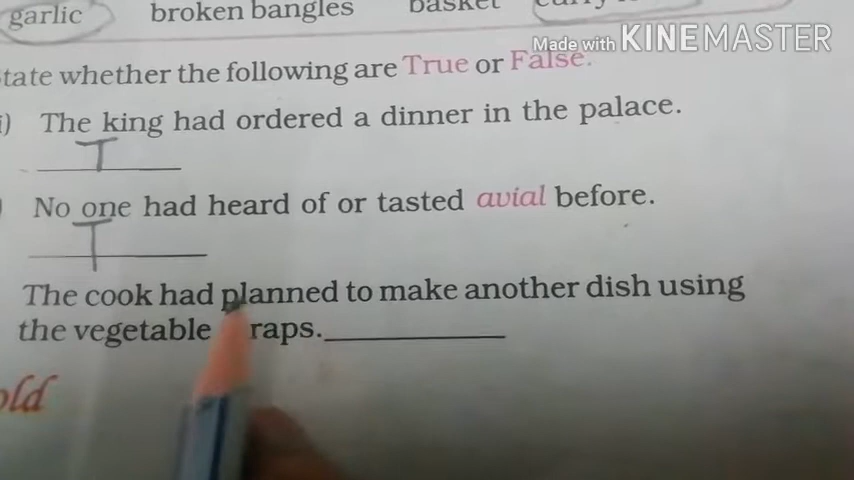 garlic broken bangles basket
Made with KINEMASTER
tate whether the following are True or False.
i) The king had ordered a dinner in the palace.
T
) No one had heard of or tasted avial before.
T
The cook had planned to make another dish using
the vegetable raps.
old